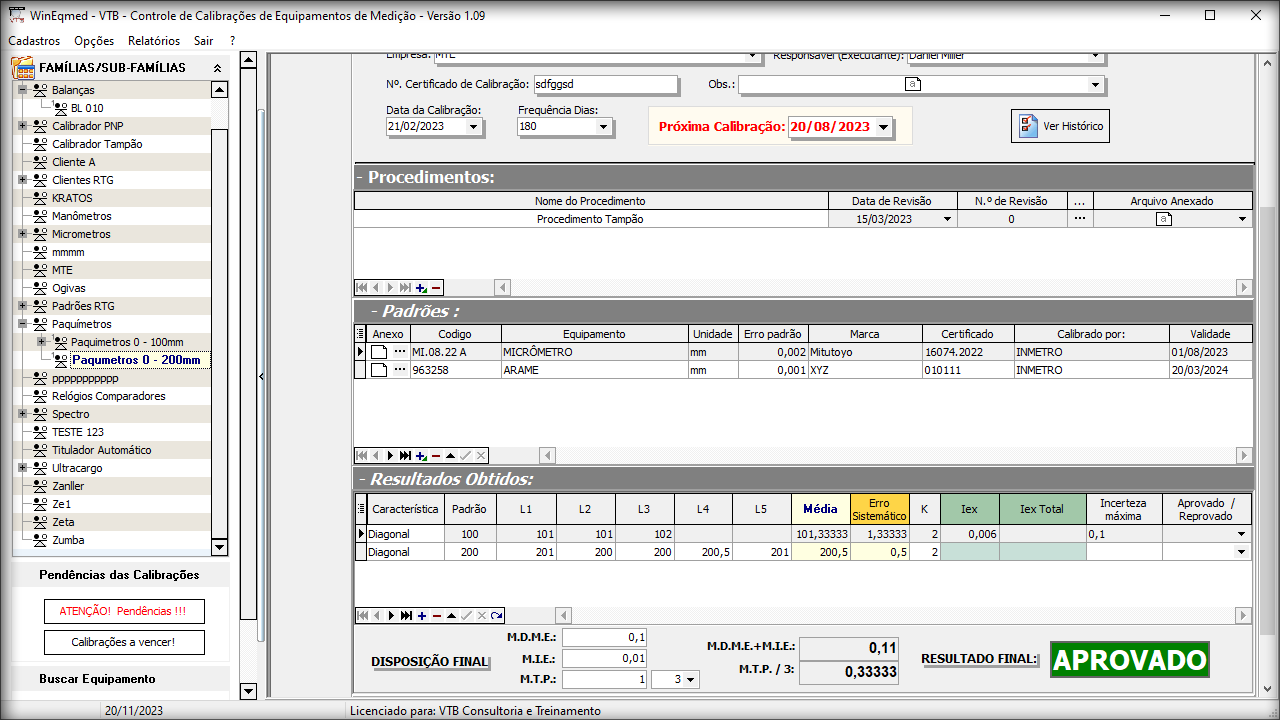 WinEqmed - VTB - Controle de Calibrações de Equipamentos de Medição - Versão 1.09
Cadastros Opções Relatórios Sair ?
FAMÍLIAS/SUB-FAMÍLIAS
Balanças
BL 010
Calibrador PNP
Calibrador Tampão
Cliente A
Clientes RTG
KRATOS
Manômetros
Micrometros
mmmm
MTE
Ogivas
Padrões RTG
Paquímetros
Paquimetros 0 - 100mm
Paqumetros 0 - 200mm
ppppppppppp
Relógios Comparadores
Spectro
TESTE 123
Titulador Automático
Ultracargo
Zanller
Ze1
Zeta
Zumba
Pendências das Calibrações
ATENÇÃO! Pendências !!!
Calibrações a vencer!
Buscar Equipamento
Empresa: MTE Responsável (Executante): Daniel Miller
Nº. Certificado de Calibração: sdfggsd Obs.: a
Data da Calibração: Frequência Dias:
21/02/2023 180 Próxima Calibração: 20/08/2023 Ver Histórico
- Procedimentos:
Nome do Procedimento Data de Revisão N.º de Revisão ... Arquivo Anexado
Procedimento Tampão 15/03/2023 0 ... a
- Padrões :
Anexo Codigo Equipamento Unidade Erro padrão Marca Certificado Calibrado por: Validade
... MI.08.22 A MICRÔMETRO mm 0,002 Mitutoyo 16074.2022 INMETRO 01/08/2023
... 963258 ARAME mm 0,001 XYZ 010111 INMETRO 20/03/2024
- Resultados Obtidos:
Característica Padrão L1 L2 L3 L4 L5 Média Erro Sistemático K Iex Iex Total Incerteza máxima Aprovado / Reprovado
Diagonal 100 101 101 102 101,33333 1,33333 2 0,006 0,1
Diagonal 200 201 200 200 200,5 201 200,5 0,5 2
DISPOSIÇÃO FINAL
M.D.M.E.: 0,1
M.I.E.: 0,01
M.T.P.: 1 3
M.D.M.E.+M.I.E.: 0,11
M.T.P. / 3: 0,33333
RESULTADO FINAL: APROVADO
20/11/2023 Licenciado para: VTB Consultoria e Treinamento